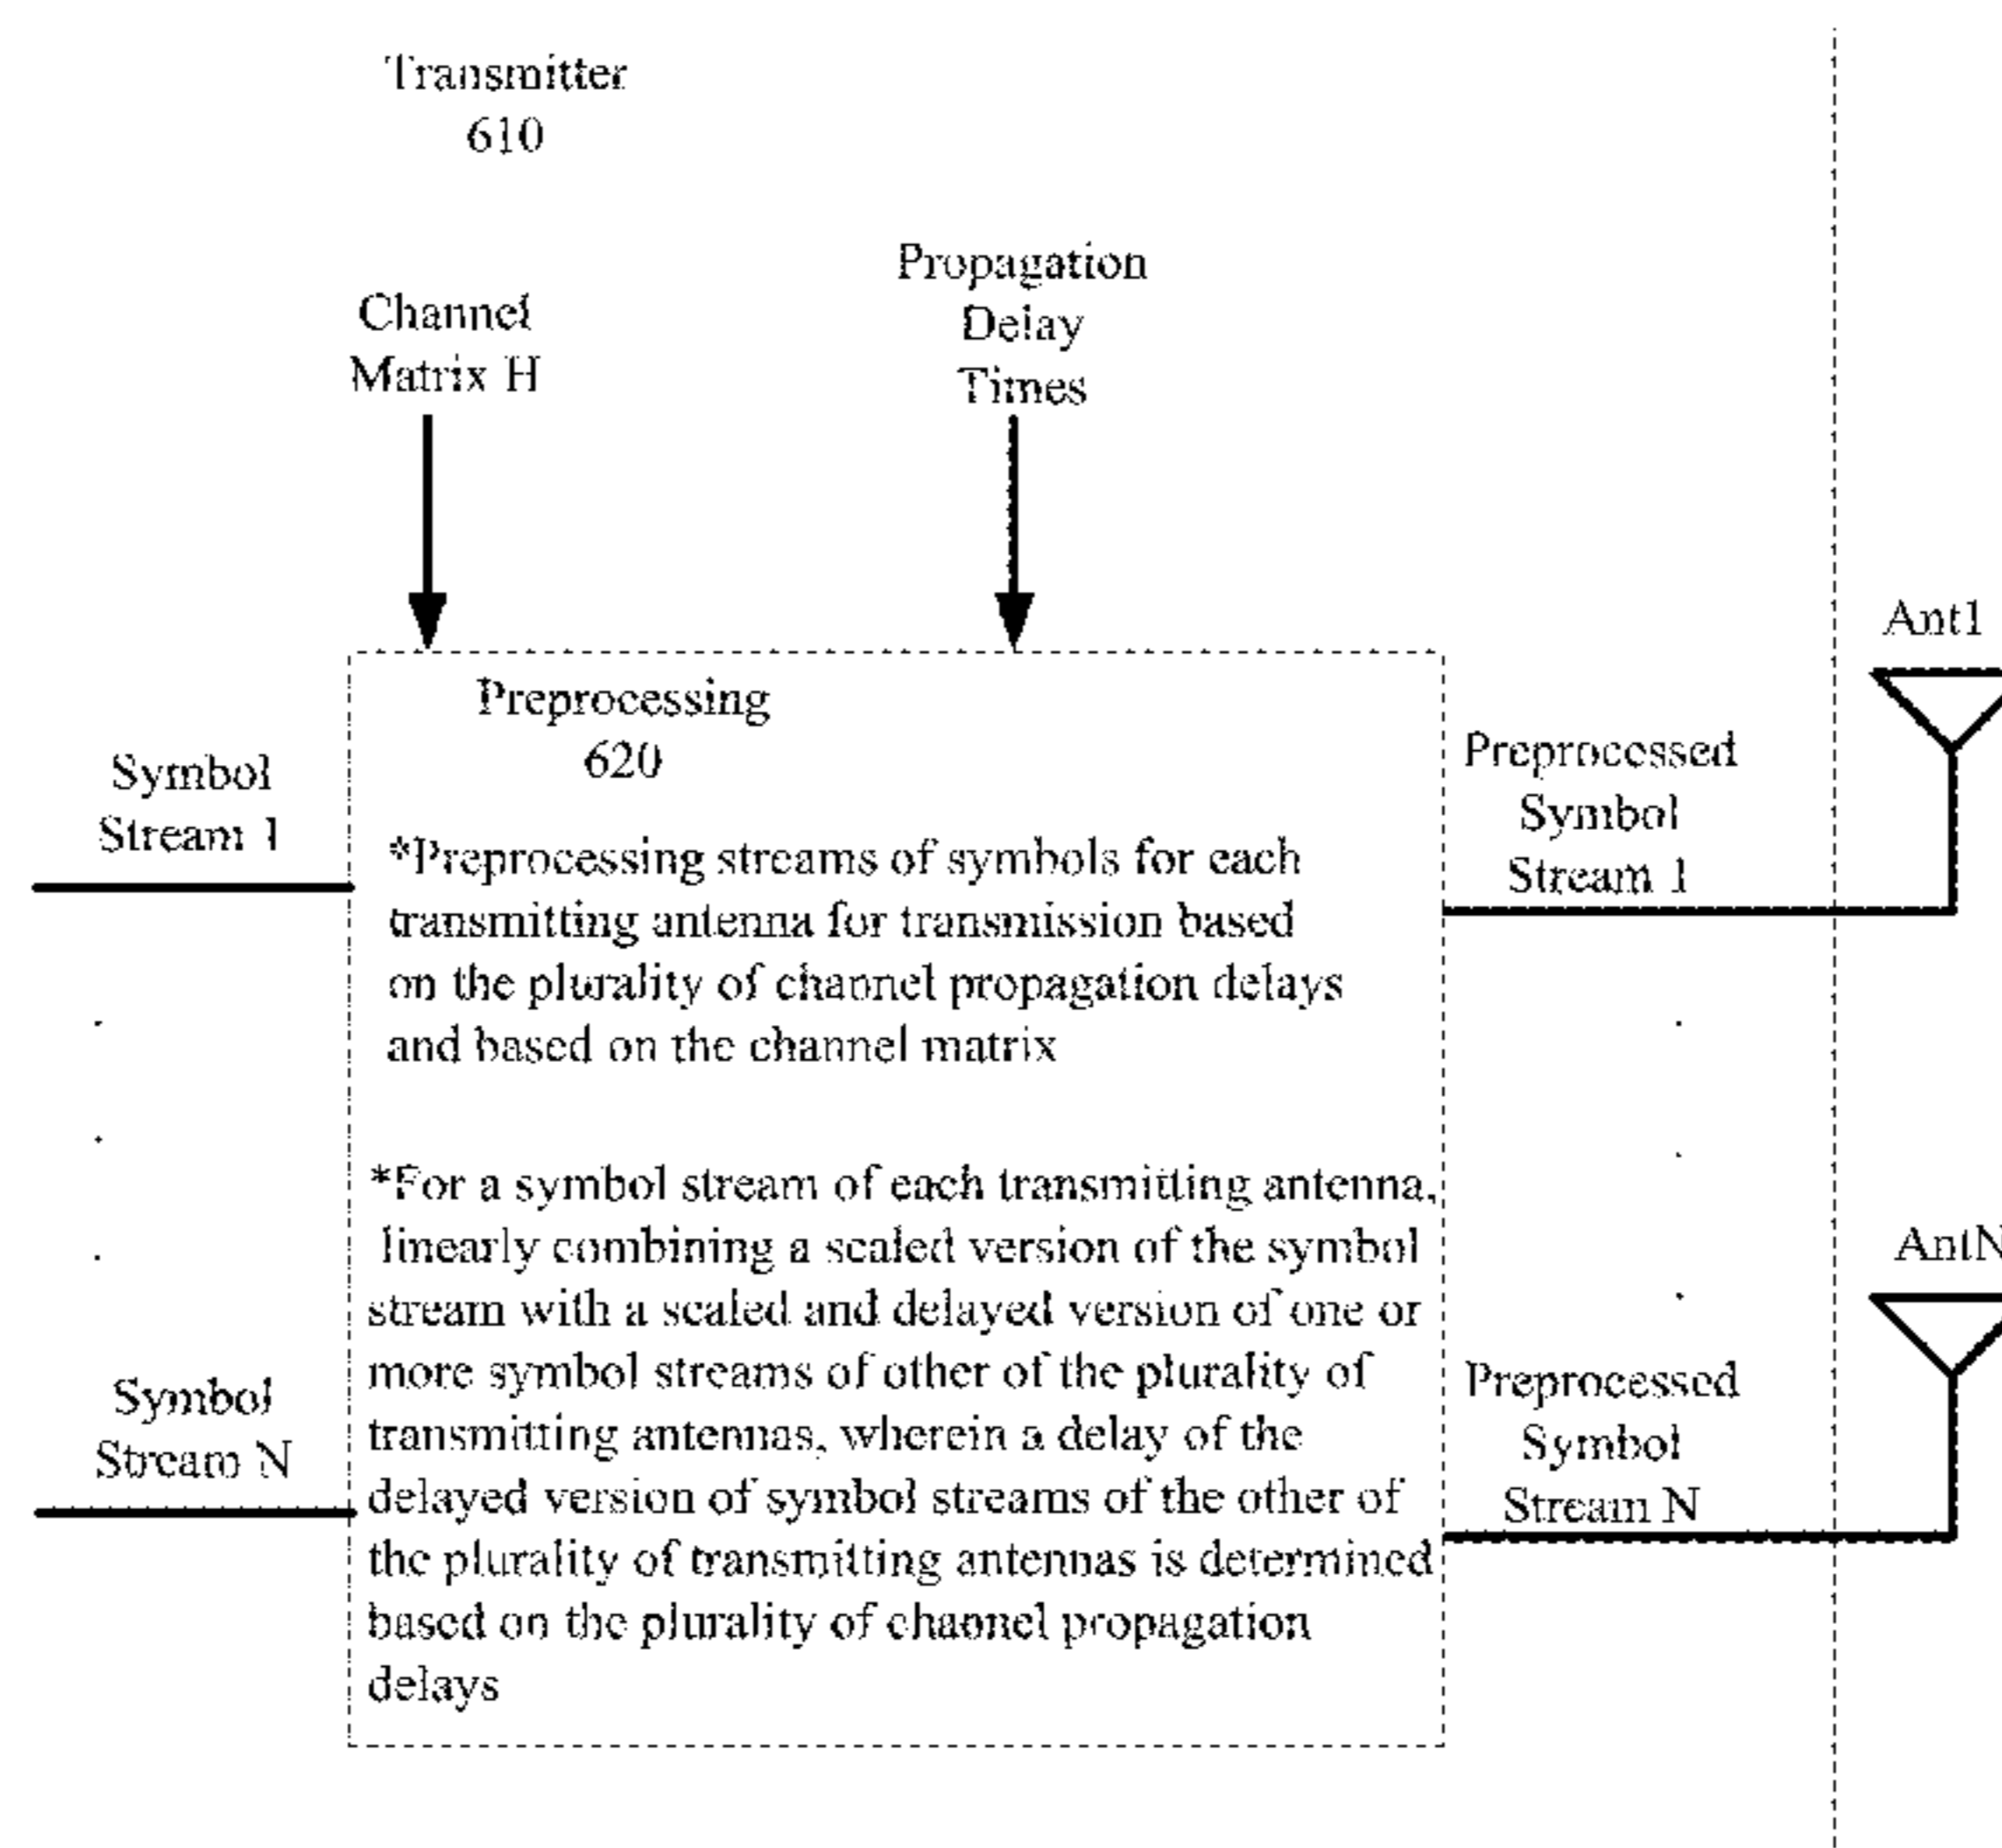 Transmitter
610
Channel
Matrix H
Propagation
Delay
Times
Symbol
Stream 1
Symbol
Stream N
Preprocessing
620
*Preprocessing streams of symbols for each
transmitting antenna for transmission based
on the plurality of channel propagation delays
and based on the channel matrix
*For a symbol stream of each transmitting antenna,
linearly combining a scaled version of the symbol
stream with a scaled and delayed version of one or
more symbol streams of other of the plurality of
transmitting antennas, wherein a delay of the
delayed version of symbol streams of the other of
the plurality of transmitting antennas is determined
based on the plurality of channel propagation
delays
Preprocessed
Symbol
Stream 1
Preprocessed
Symbol
Stream N
Ant1
AntN